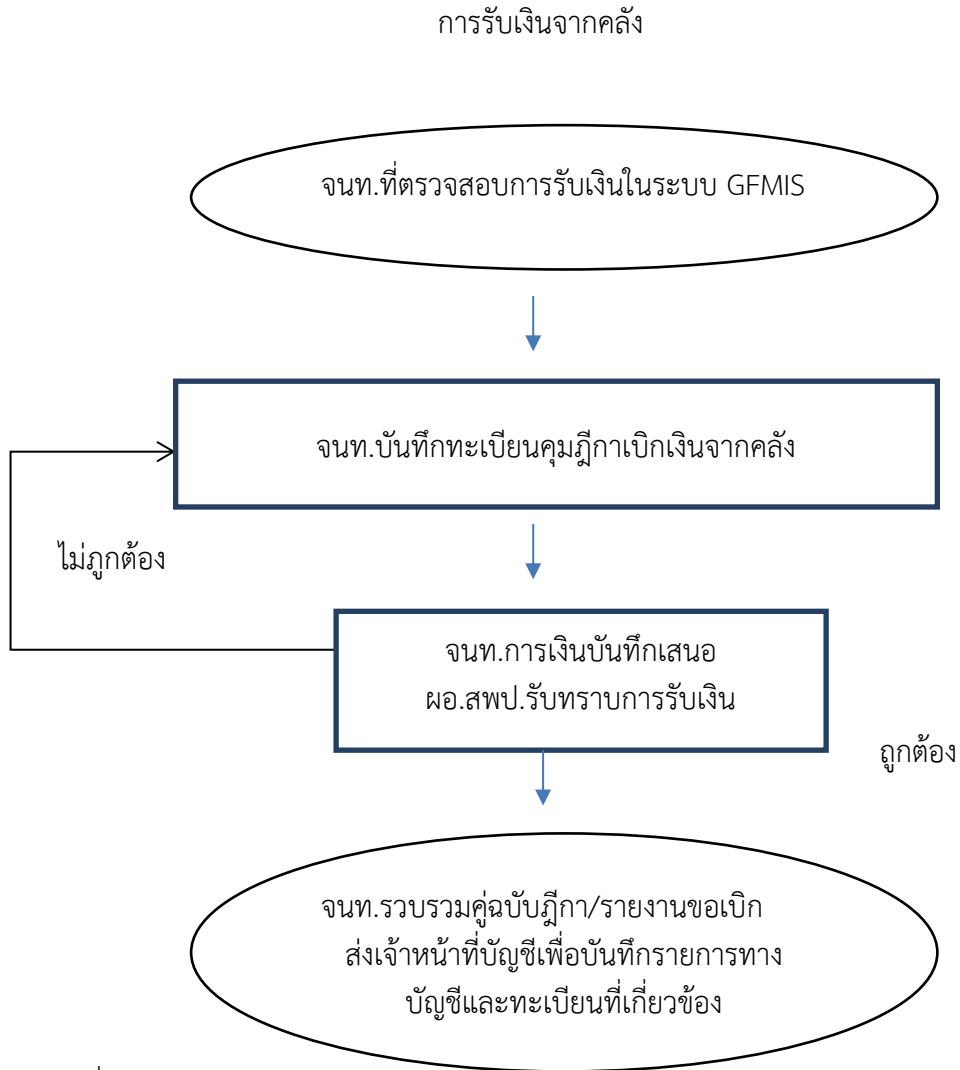 การรับเงินจากคลัง
จนท.ที่ตรวจสอบการรับเงินในระบบ GFMIS
จนท.บันทึกทะเบียนคุมฎีกาเบิกเงินจากคลัง
ไม่ภูกต้อง
จนท.การเงินบันทึกเสนอ
ผอ.สพป.รับทราบการรับเงิน
ถูกต้อง
จนท.รวบรวมคู่ฉบับฎีกา/รายงานขอเบิก
ส่งเจ้าหน้าที่บัญชีเพื่อบันทึกรายการทาง
บัญชีและทะเบียนที่เกี่ยวข้อง